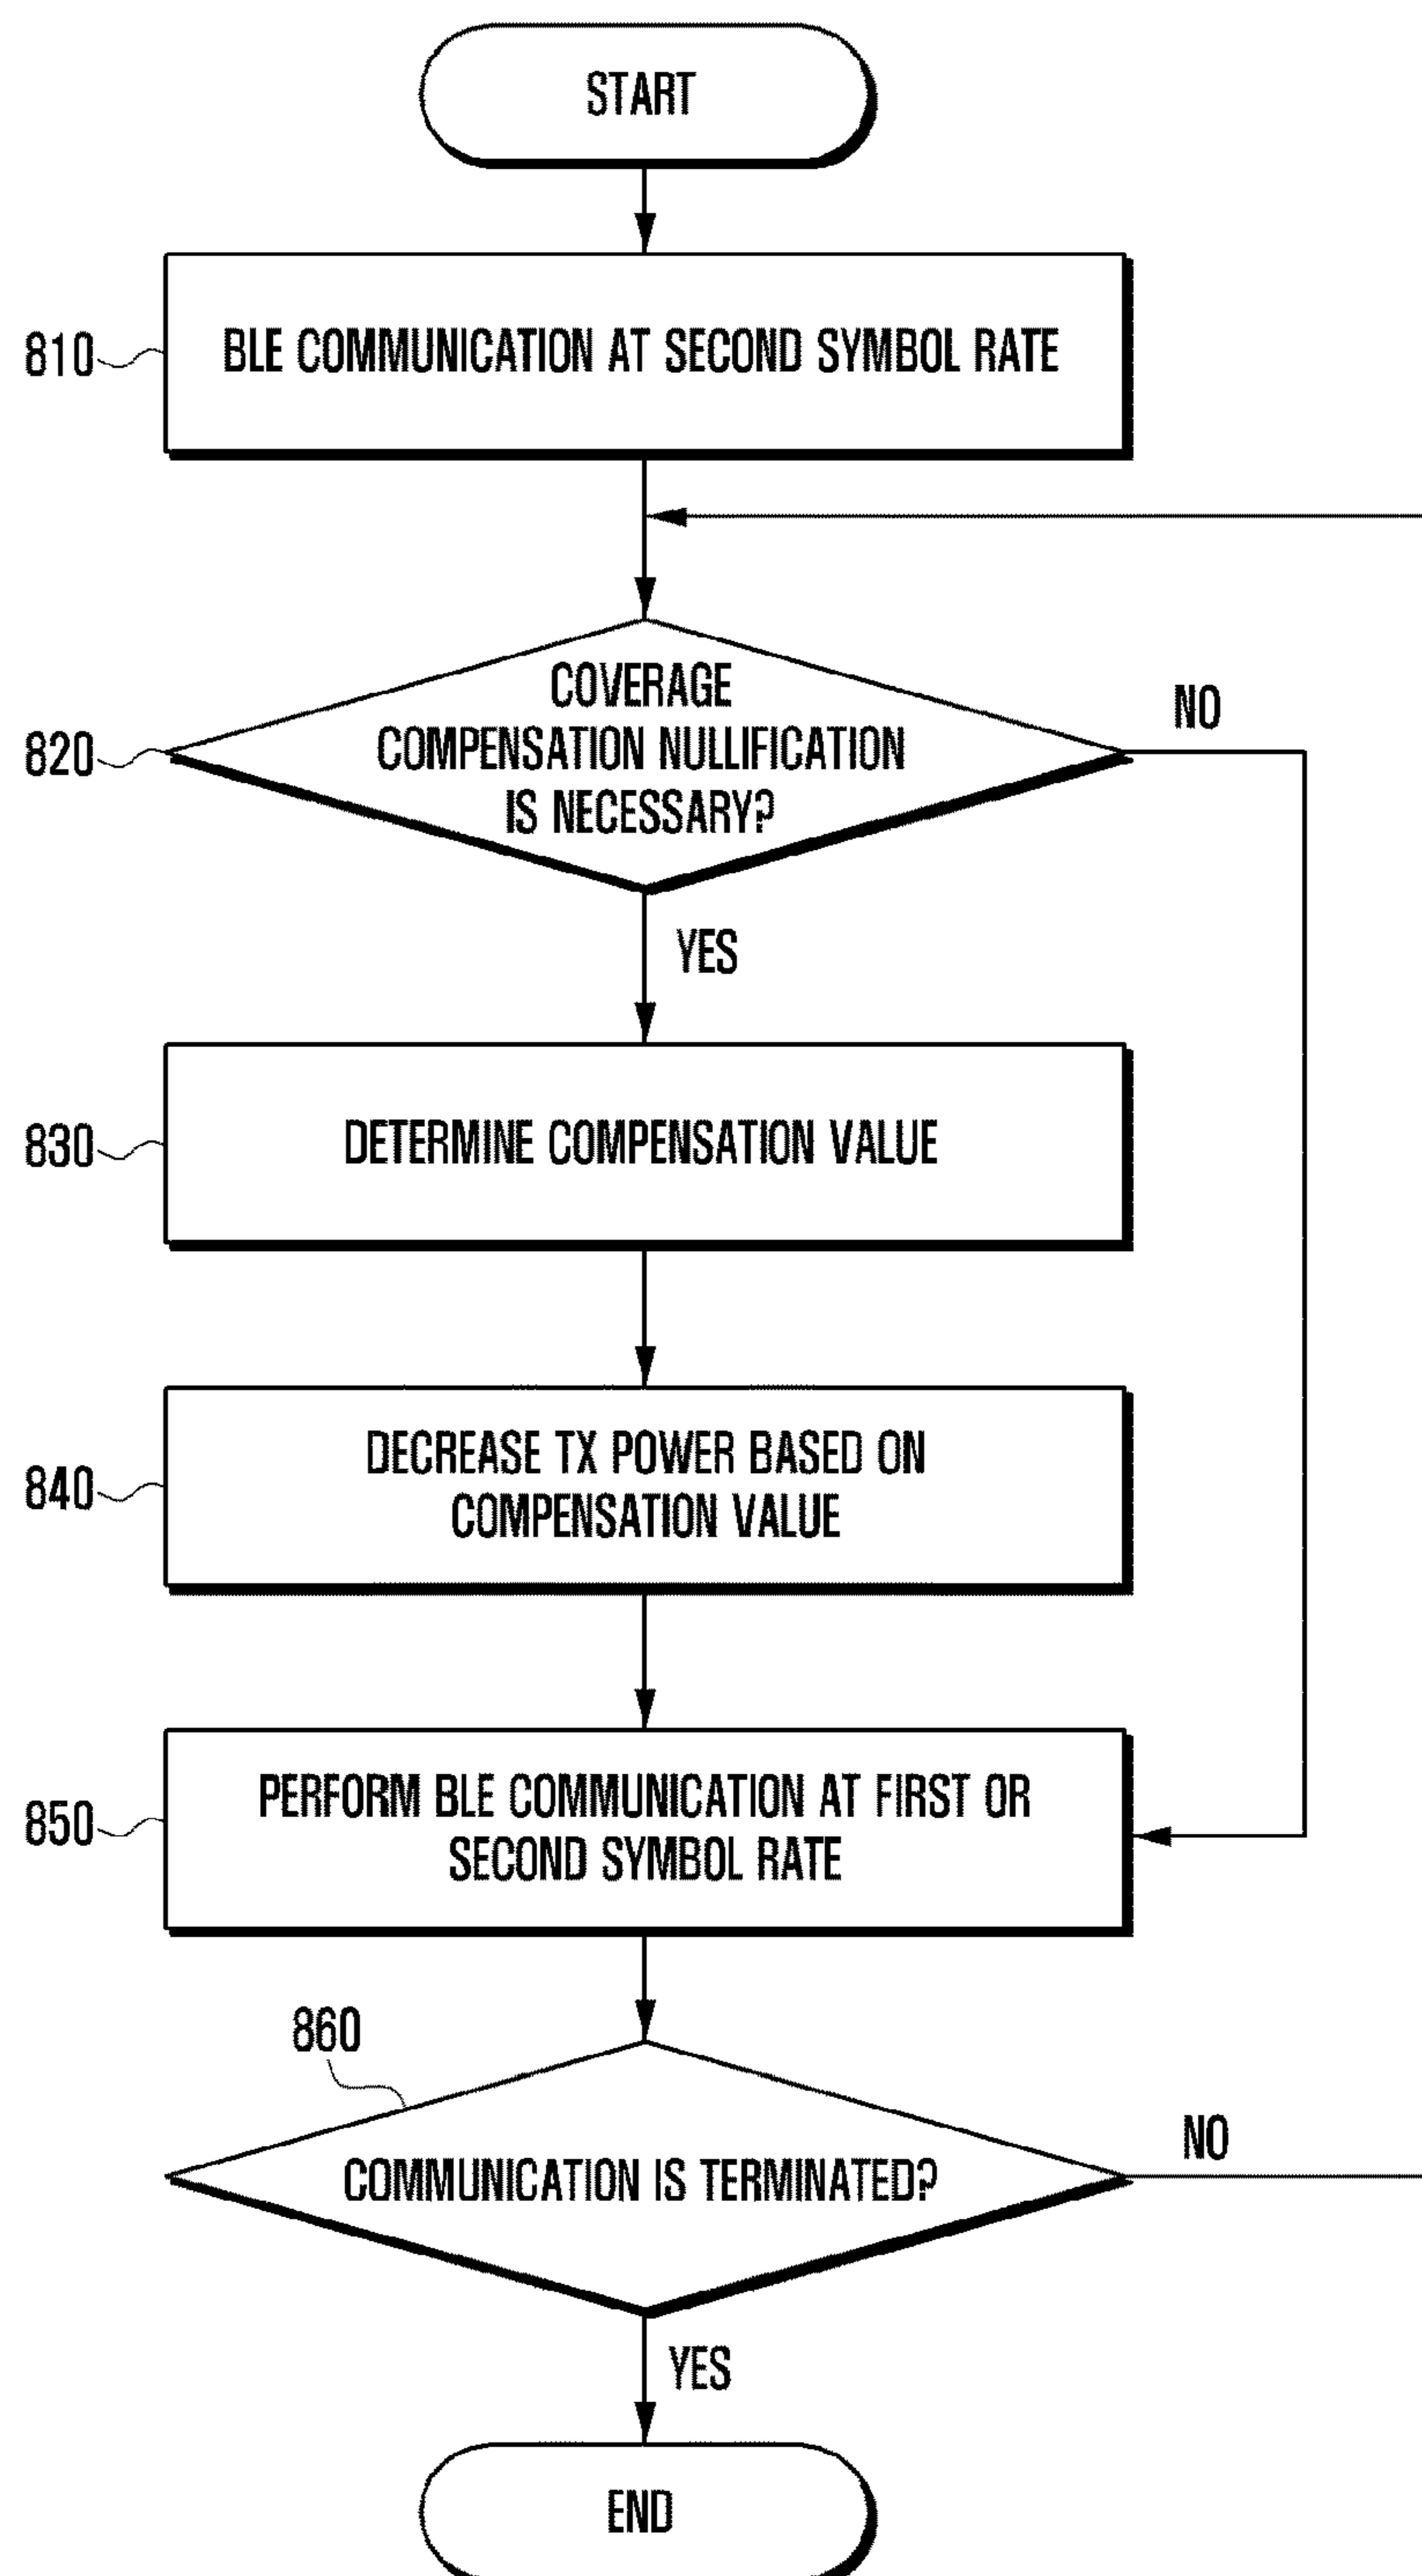 START
810
BLE COMMUNICATION AT SECOND SYMBOL RATE
820
COVERAGE
COMPENSATION NULLIFICATION
IS NECESSARY?
NO
YES
830
DETERMINE COMPENSATION VALUE
840
DECREASE TX POWER BASED ON
COMPENSATION VALUE
850
PERFORM BLE COMMUNICATION AT FIRST OR
SECOND SYMBOL RATE
860
COMMUNICATION IS TERMINATED?
NO
YES
END